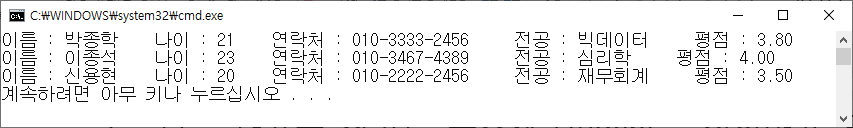 C:₩WINDOWS₩system32₩cmd.exe
이름 : 박종학 나이 : 21 연락처 : 010-3333-2456 전공 : 빅데이터 평점 : 3.80
이름 : 이종석 나이 : 23 연락처 : 010-3467-4389 전공 : 심리학 평점 : 4.00
이름 : 신용현 나이 : 20 연락처 : 010-2222-2456 전공 : 재무회계 평점 : 3.50
계속하려면 아무 키나 누르십시오 . . .